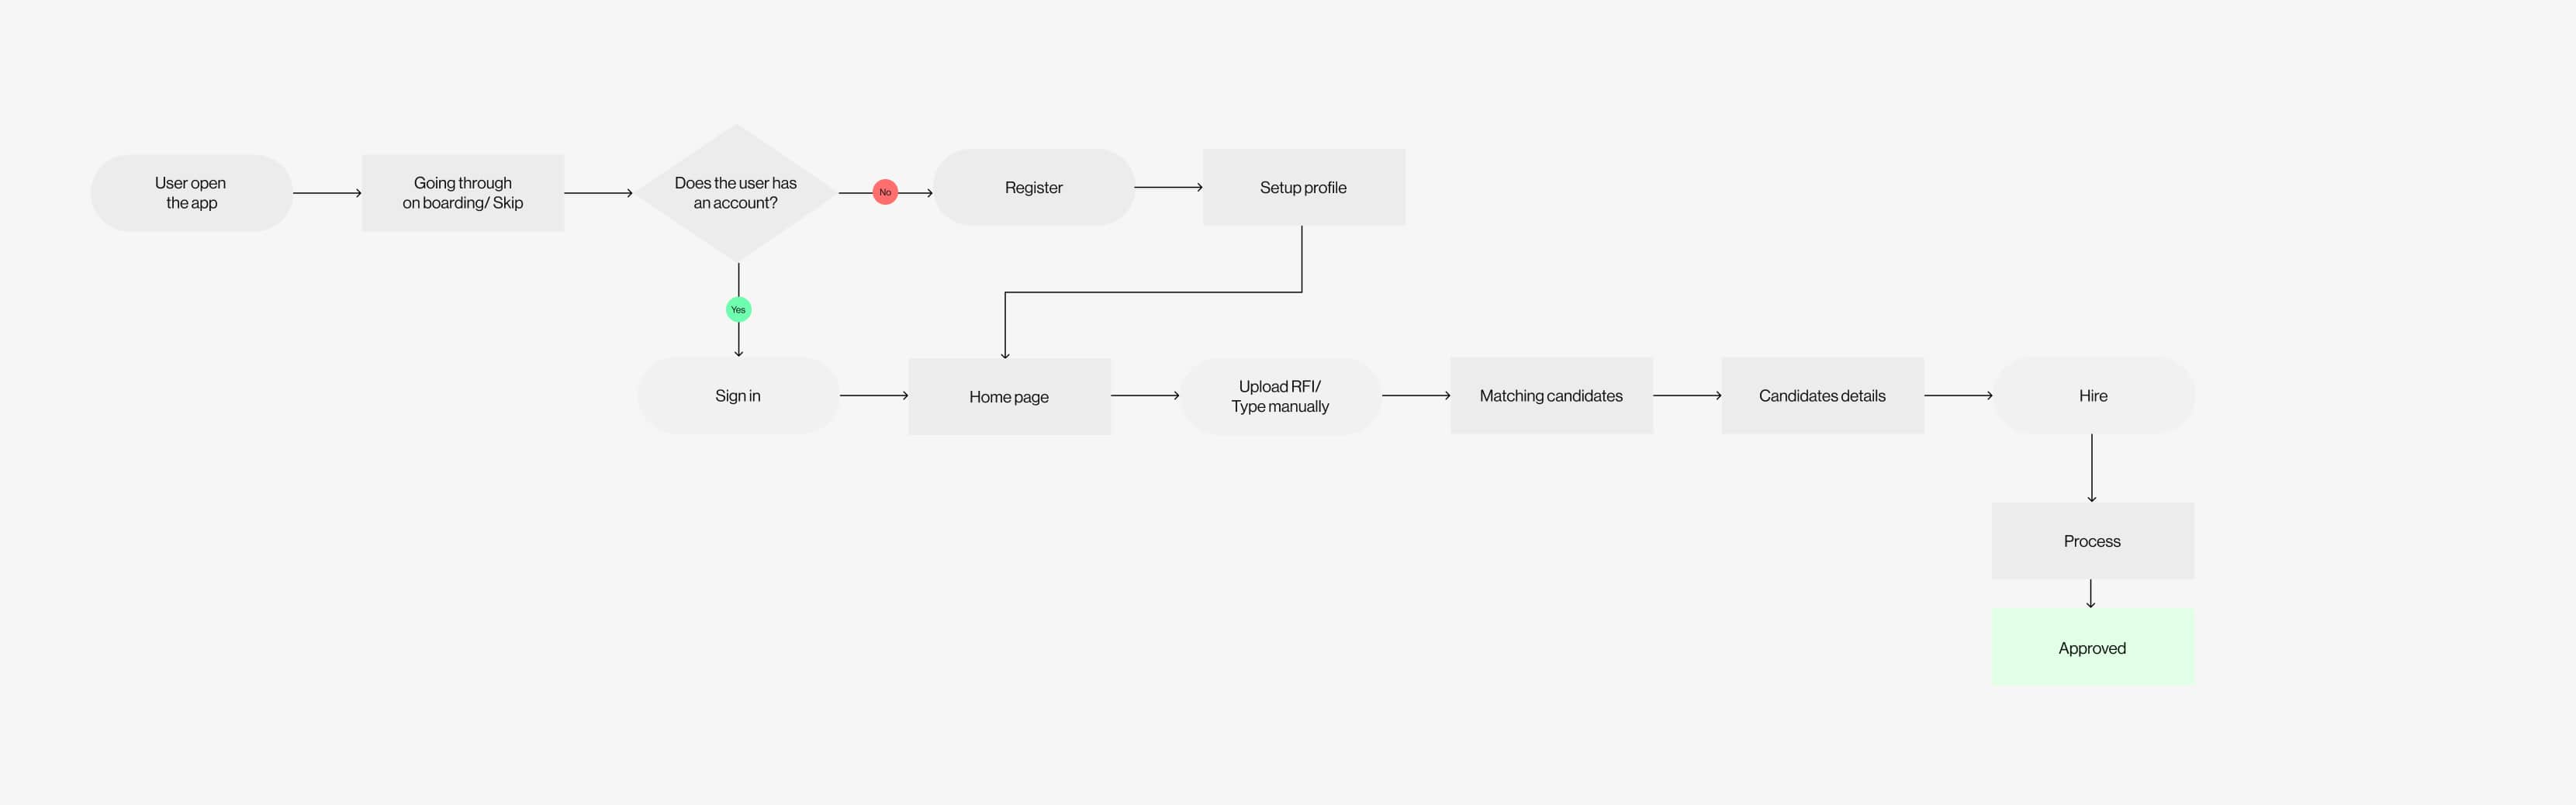 User open
the app
Going through
on boarding/ Skip
Does the user has
an account?
No
Register
Setup profile
Yes
Sign in
Home page
Upload RFI/
Type manually
Matching candidates
Candidates details
Hire
Process
Approved